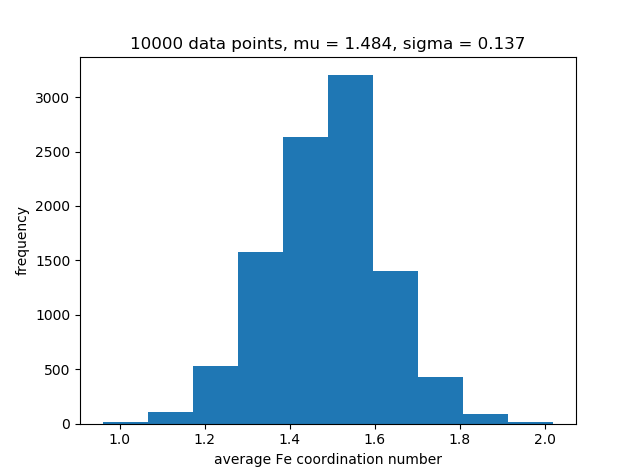 10000 data points, mu = 1.484, sigma = 0.137
3000
2500
2000
1500
1000
500
0
frequency
1.0 1.2 1.4 1.6 1.8 2.0
average Fe coordination number